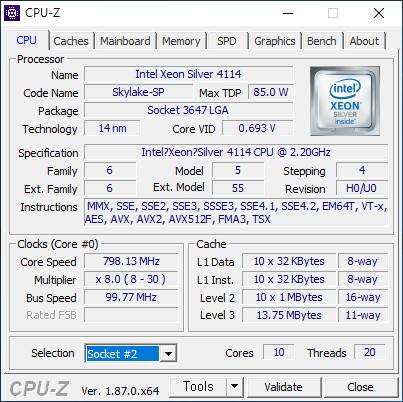 CPU-Z
CPU Caches Mainboard Memory SPD Graphics Bench About
Processor
Name Intel Xeon Silver 4114
Code Name Skylake-SP Max TDP 85.0 W
Package Socket 3647 LGA
Technology 14 nm Core VID 0.693 V
intel
XEON
SILVER
inside™
Specification Intel?Xeon?Silver 4114 CPU @ 2.20GHz
Family 6 Model 5 Stepping 4
Ext. Family 6 Ext. Model 55 Revision H0/U0
Instructions MMX, SSE, SSE2, SSE3, SSSE3, SSE4.1, SSE4.2, EM64T, VT-x,
AES, AVX, AVX2, AVX512F, FMA3, TSX
Clocks (Core #0) Cache
Core Speed 798.13 MHz L1 Data 10 x 32 KBytes 8-way
Multiplier x 8.0 ( 8 - 30 ) L1 Inst. 10 x 32 KBytes 8-way
Bus Speed 99.77 MHz Level 2 10 x 1 MBytes 16-way
Rated FSB Level 3 13.75 MBytes 11-way
Selection Socket #2 Cores 10 Threads 20
CPU-Z Ver. 1.87.0.x64 Tools Validate Close